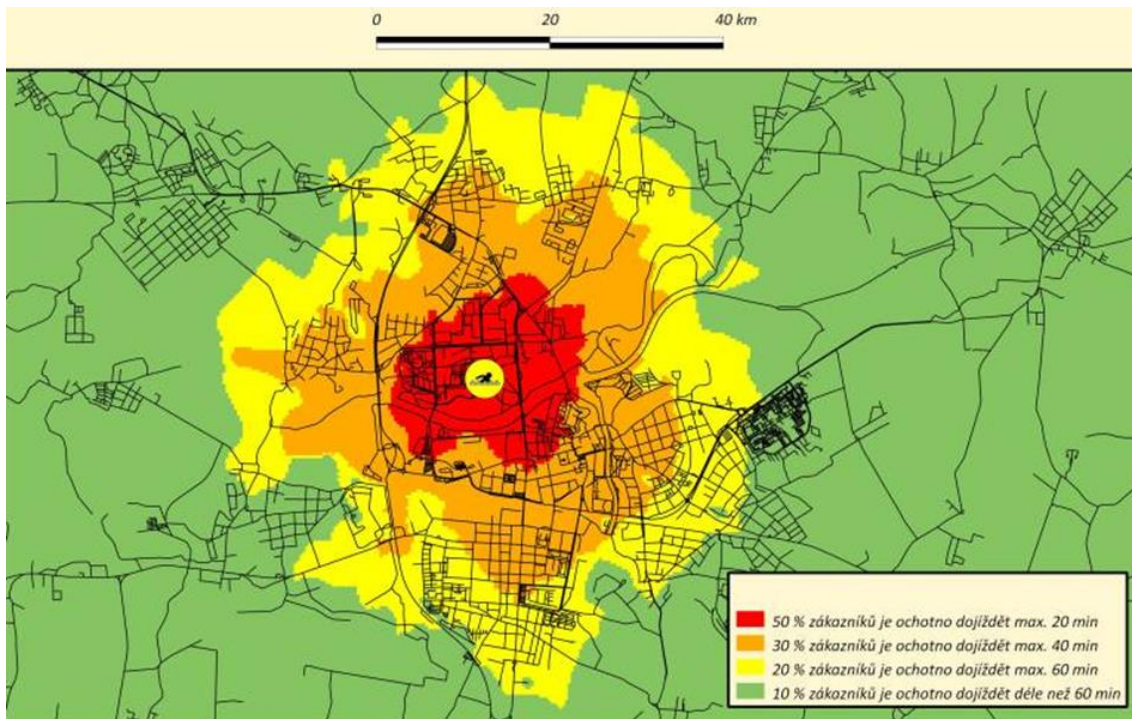 0 20 40 km
50 % zákazníků je ochotno dojíždět max. 20 min
30 % zákazníků je ochotno dojíždět max. 40 min
20 % zákazníků je ochotno dojíždět max. 60 min
10 % zákazníků je ochotno dojíždět déle než 60 min